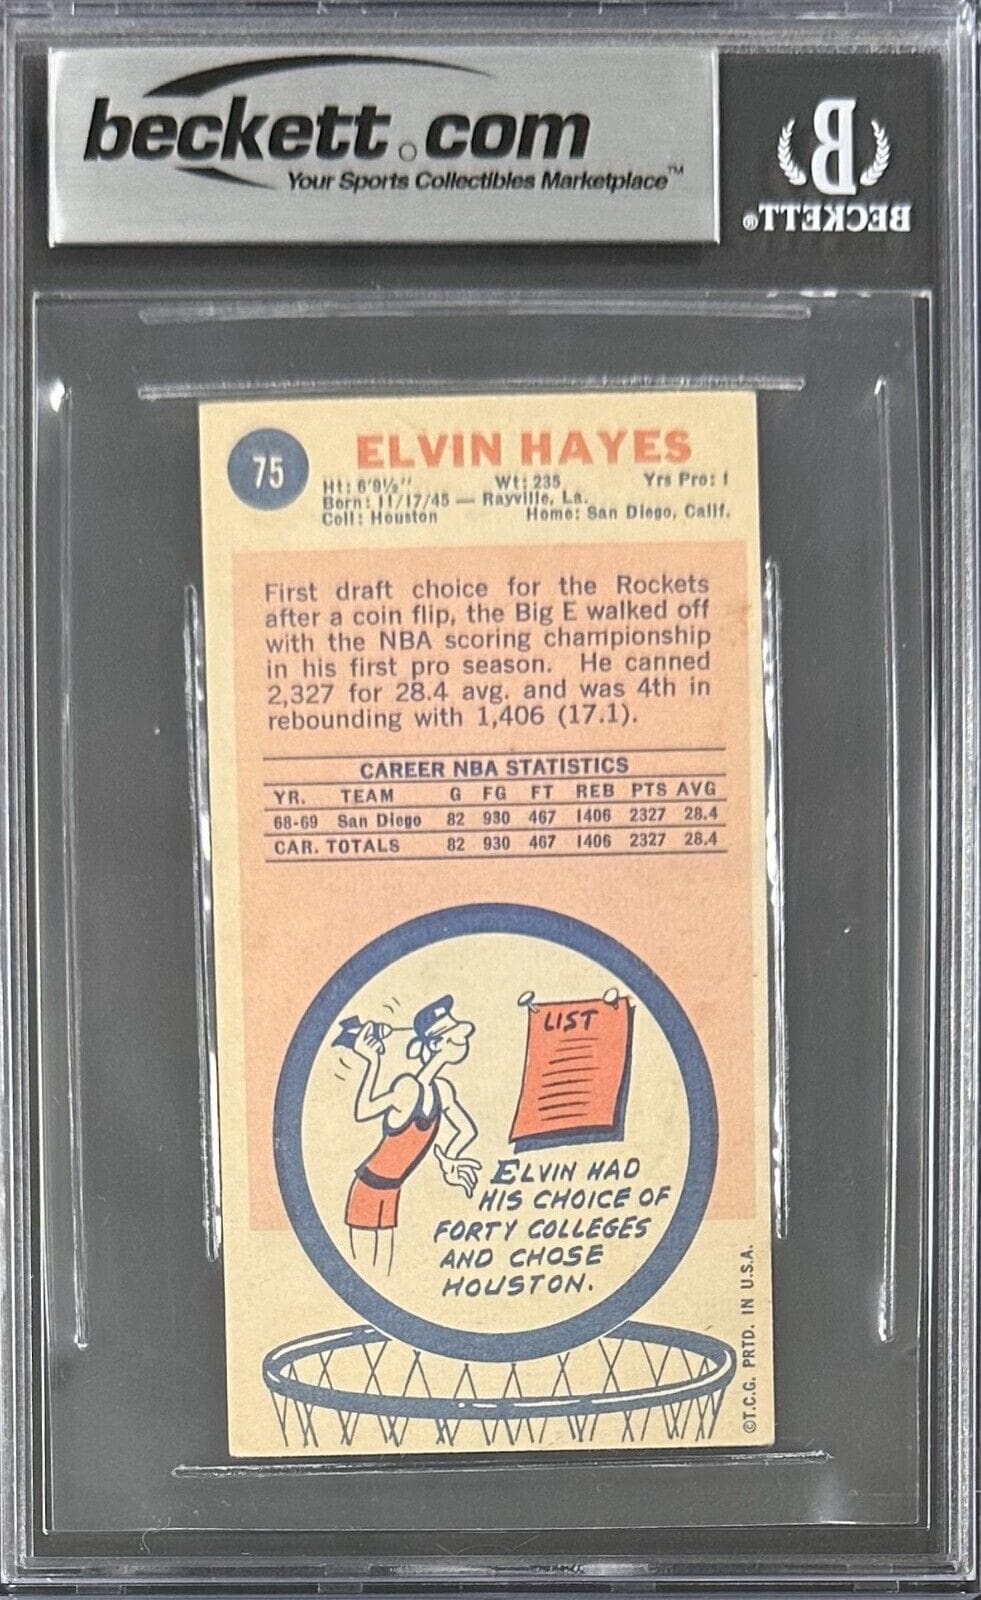 beckett.com
Your Sports Collectibles Marketplace™
B
BECKETT®
75
ELVIN HAYES
Ht: 6'9½" Wt: 235 Yrs Pro: 1
Born: 11/17/45 — Rayville, La.
Coll: Houston Home: San Diego, Calif.
First draft choice for the Rockets
after a coin flip, the Big E walked off
with the NBA scoring championship
in his first pro season. He canned
2,327 for 28.4 avg. and was 4th in
rebounding with 1,406 (17.1).
CAREER NBA STATISTICS
YR. TEAM G FG FT REB PTS AVG
68-69 San Diego 82 930 467 1406 2327 28.4
CAR. TOTALS 82 930 467 1406 2327 28.4
LIST
ELVIN HAD
HIS CHOICE OF
FORTY COLLEGES
AND CHOSE
HOUSTON.
©T.C.G. PRTD. IN U.S.A.